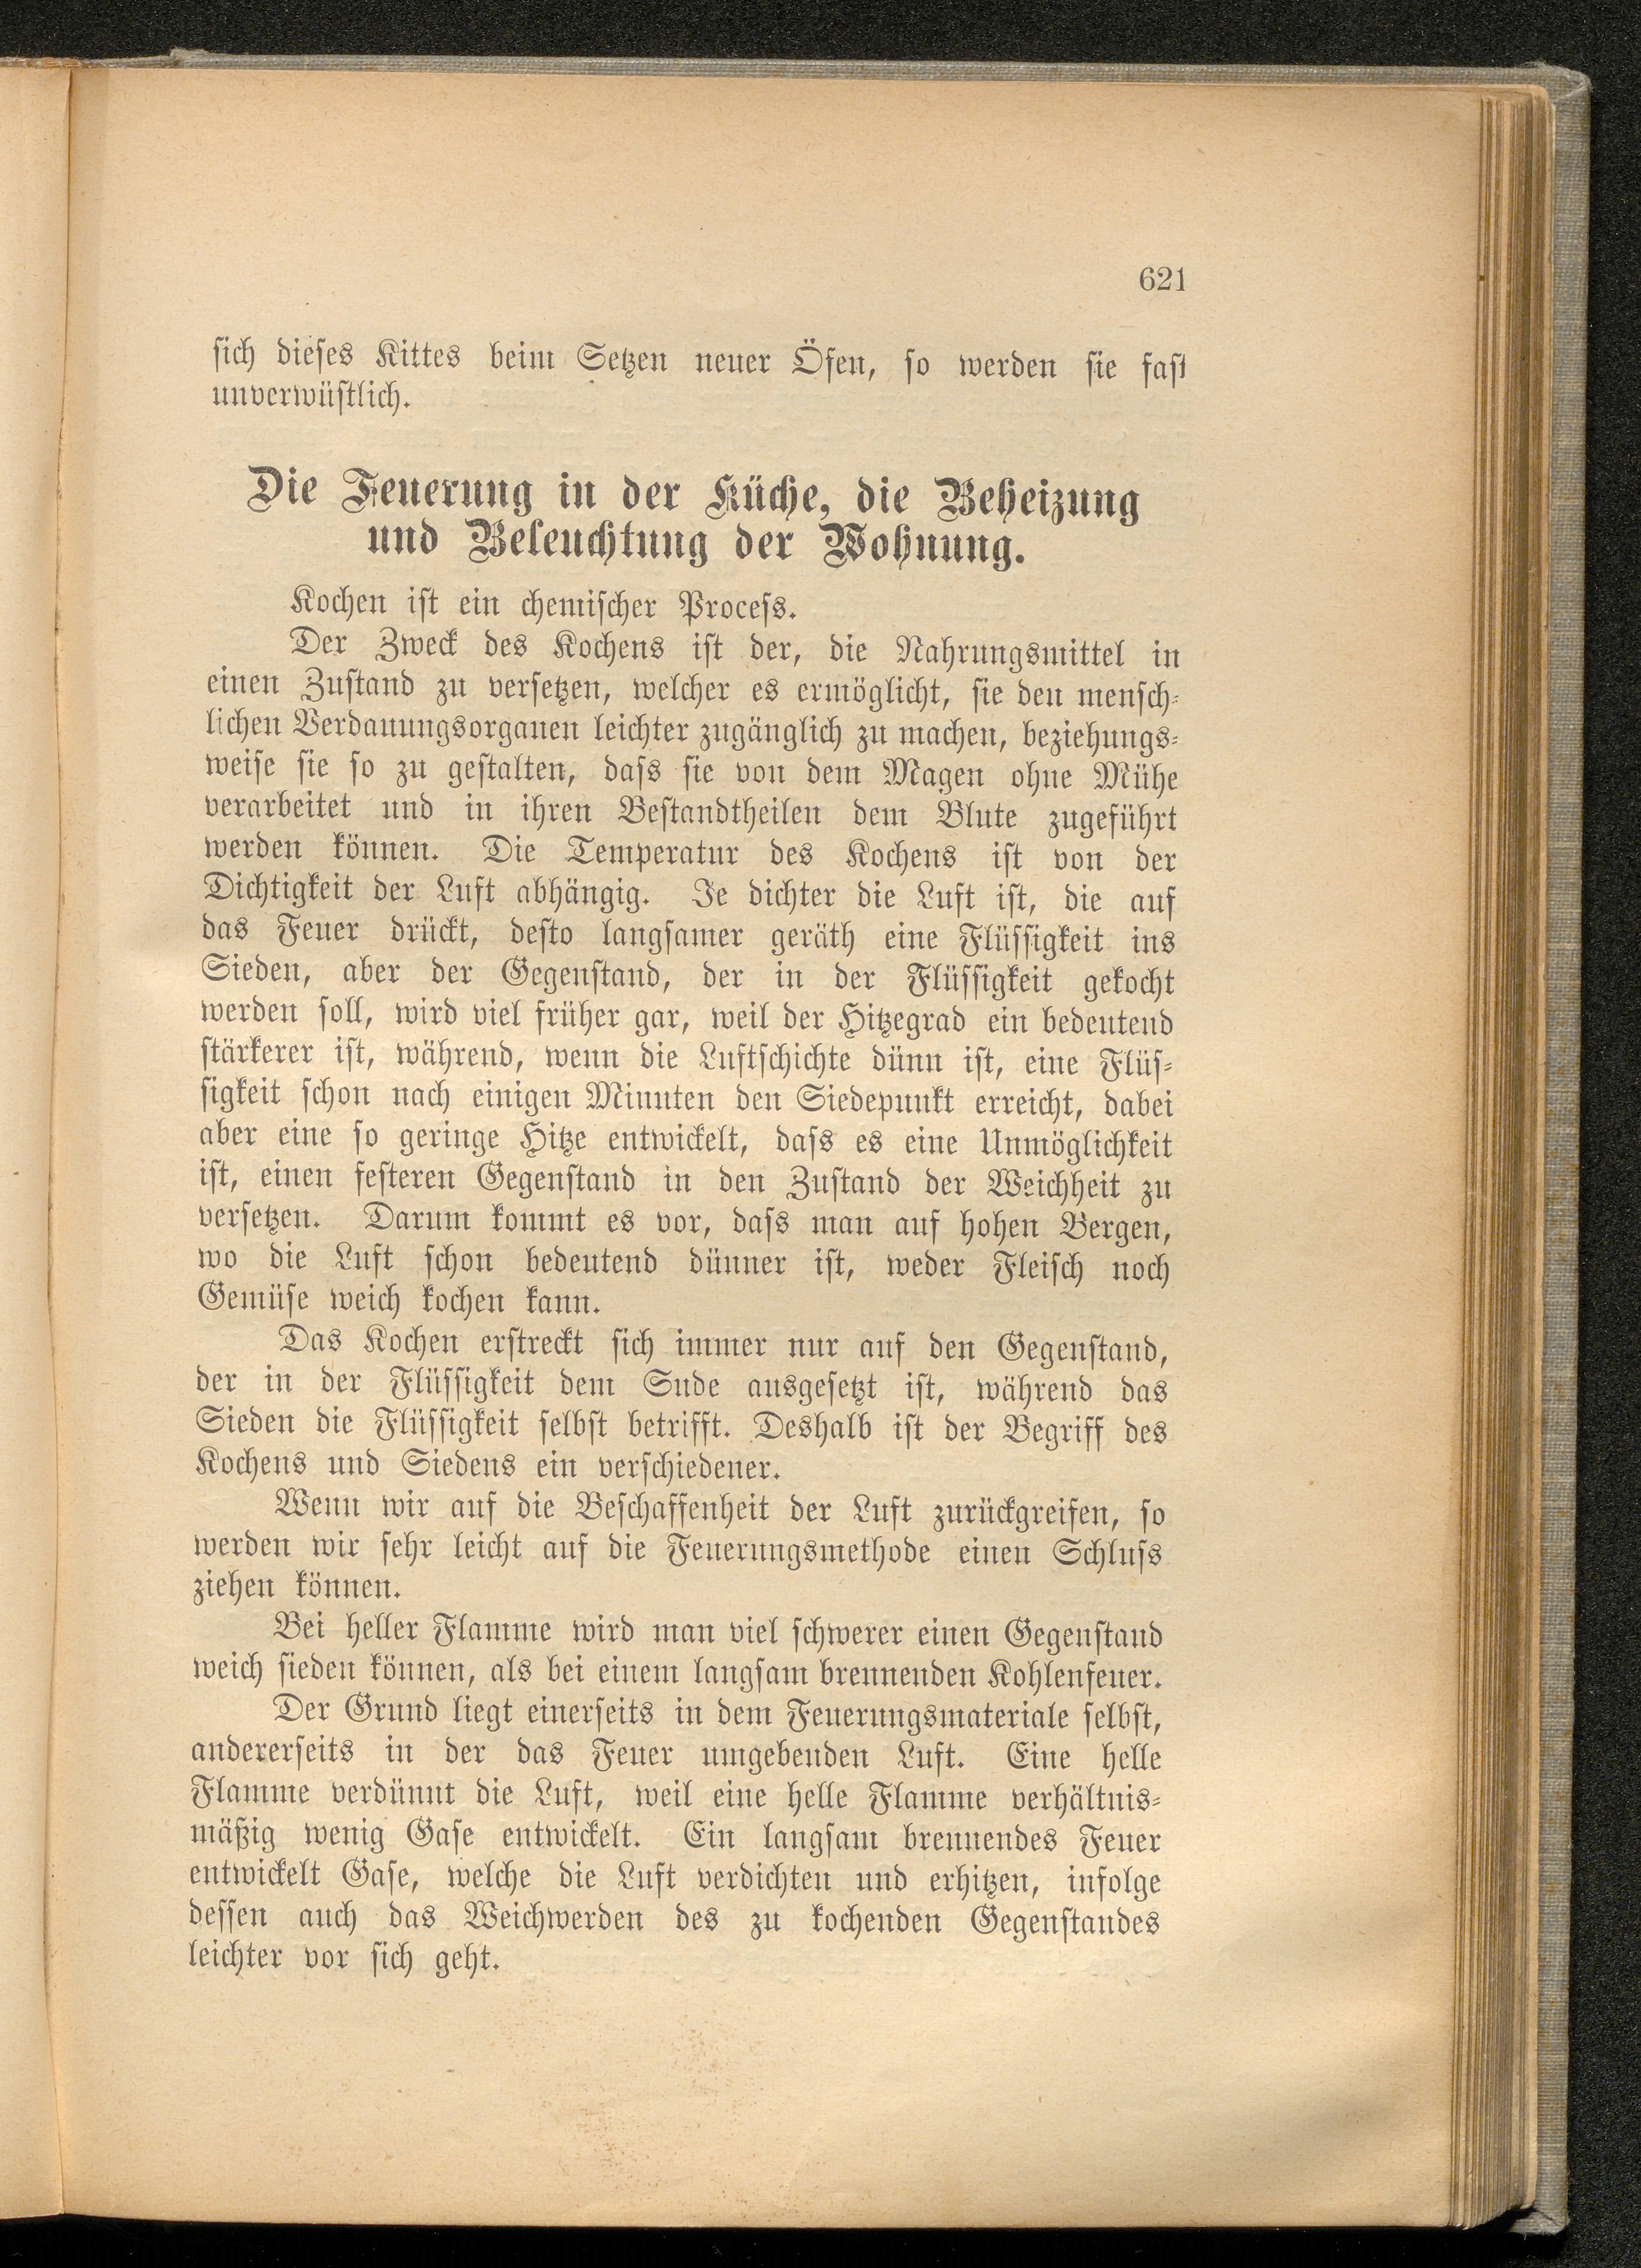 621
sich dieses Kittes beim Setzen neuer Öfen, so werden sie fast
unverwüstlich.
Die Feuerung in der Küche, die Beheizung
und Beleuchtung der Wohnung.
Kochen ist ein chemischer Process.
Der Zweck des Kochens ist der, die Nahrungsmittel in
einen Zustand zu versetzen, welcher es ermöglicht, sie den mensch-
lichen Verdauungsorganen leichter zugänglich zu machen, beziehungs-
weise sie so zu gestalten, dass sie von dem Magen ohne Mühe
verarbeitet und in ihren Bestandtheilen dem Blute zugeführt
werden können. Die Temperatur des Kochens ist von der
Dichtigkeit der Luft abhängig. Je dichter die Luft ist, die auf
das Feuer drückt, desto langsamer geräth eine Flüssigkeit ins
Sieden, aber der Gegenstand, der in der Flüssigkeit gekocht
werden soll, wird viel früher gar, weil der Hitzegrad ein bedeutend
stärkerer ist, während, wenn die Luftschichte dünn ist, eine Flüs-
sigkeit schon nach einigen Minuten den Siedepunkt erreicht, dabei
aber eine so geringe Hitze entwickelt, dass es eine Unmöglichkeit
ist, einen festeren Gegenstand in den Zustand der Weichheit zu
versetzen. Darum kommt es vor, dass man auf hohen Bergen,
wo die Luft schon bedeutend dünner ist, weder Fleisch noch
Gemüse weich kochen kann.
Das Kochen erstreckt sich immer nur auf den Gegenstand,
der in der Flüssigkeit dem Sude ausgesetzt ist, während das
Sieden die Flüssigkeit selbst betrifft. Deshalb ist der Begriff des
Kochens und Siedens ein verschiedener.
Wenn wir auf die Beschaffenheit der Luft zurückgreifen, so
werden wir sehr leicht auf die Feuerungsmethode einen Schluss
ziehen können.
Bei heller Flamme wird man viel schwerer einen Gegenstand
weich sieden können, als bei einem langsam brennenden Kohlenfeuer.
Der Grund liegt einerseits in dem Feuerungsmateriale selbst,
andererseits in der das Feuer umgebenden Luft. Eine helle
Flamme verdünnt die Luft, weil eine helle Flamme verhältnis-
mäßig wenig Gase entwickelt. Ein langsam brennendes Feuer
entwickelt Gase, welche die Luft verdichten und erhitzen, infolge
dessen auch das Weichwerden des zu kochenden Gegenstandes
leichter vor sich geht.